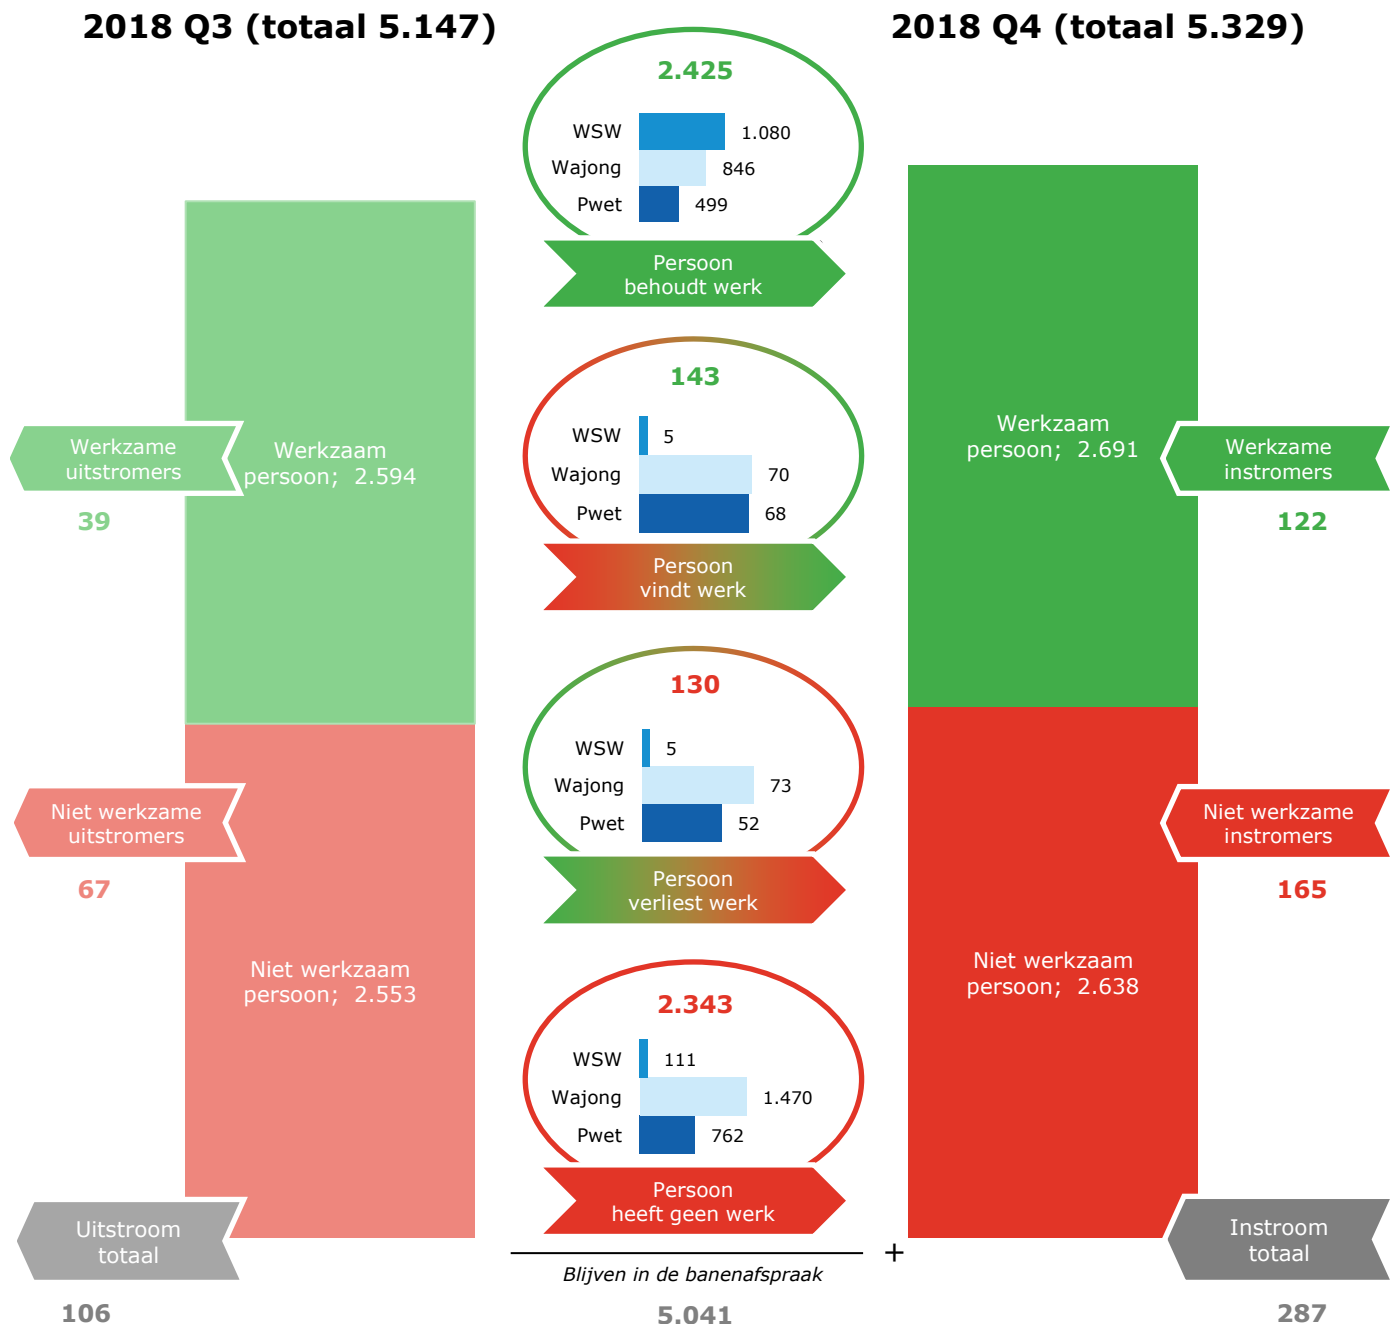 2018 Q3 (totaal 5.147)
2018 Q4 (totaal 5.329)
2.425
WSW 1.080
Wajong 846
Pwet 499
Persoon
behoudt werk
143
WSW 5
Wajong 70
Pwet 68
Persoon
vindt werk
130
WSW 5
Wajong 73
Pwet 52
Persoon
verliest werk
2.343
WSW 111
Wajong 1.470
Pwet 762
Persoon
heeft geen werk
Blijven in de banenafspraak
5.041
+
Werkzame
uitstromers
39
Werkzaam
persoon; 2.594
Niet werkzame
uitstromers
67
Niet werkzaam
persoon; 2.553
Uitstroom
totaal
106
Werkzaam
persoon; 2.691
Werkzame
instromers
122
Niet werkzame
instromers
165
Niet werkzaam
persoon; 2.638
Instroom
totaal
287